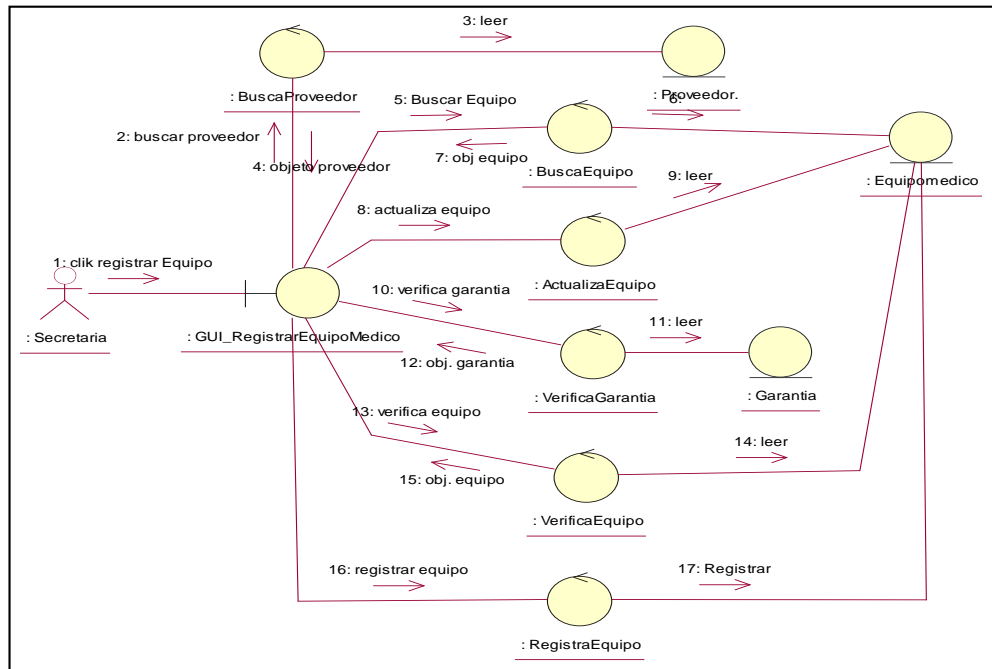 3: leer
: BuscaProveedor
: Proveedor.
5: Buscar Equipo
6:
2: buscar proveedor
7: obj equipo
4: objeto proveedor
: BuscaEquipo
9: leer
: Equipomedico
8: actualiza equipo
1: clik registrar Equipo
: ActualizaEquipo
10: verifica garantia
11: leer
: Secretaria
: GUI_RegistrarEquipoMedico
12: obj. garantia
: VerificaGarantia
: Garantia
13: verifica equipo
14: leer
15: obj. equipo
: VerificaEquipo
16: registrar equipo
17: Registrar
: RegistraEquipo